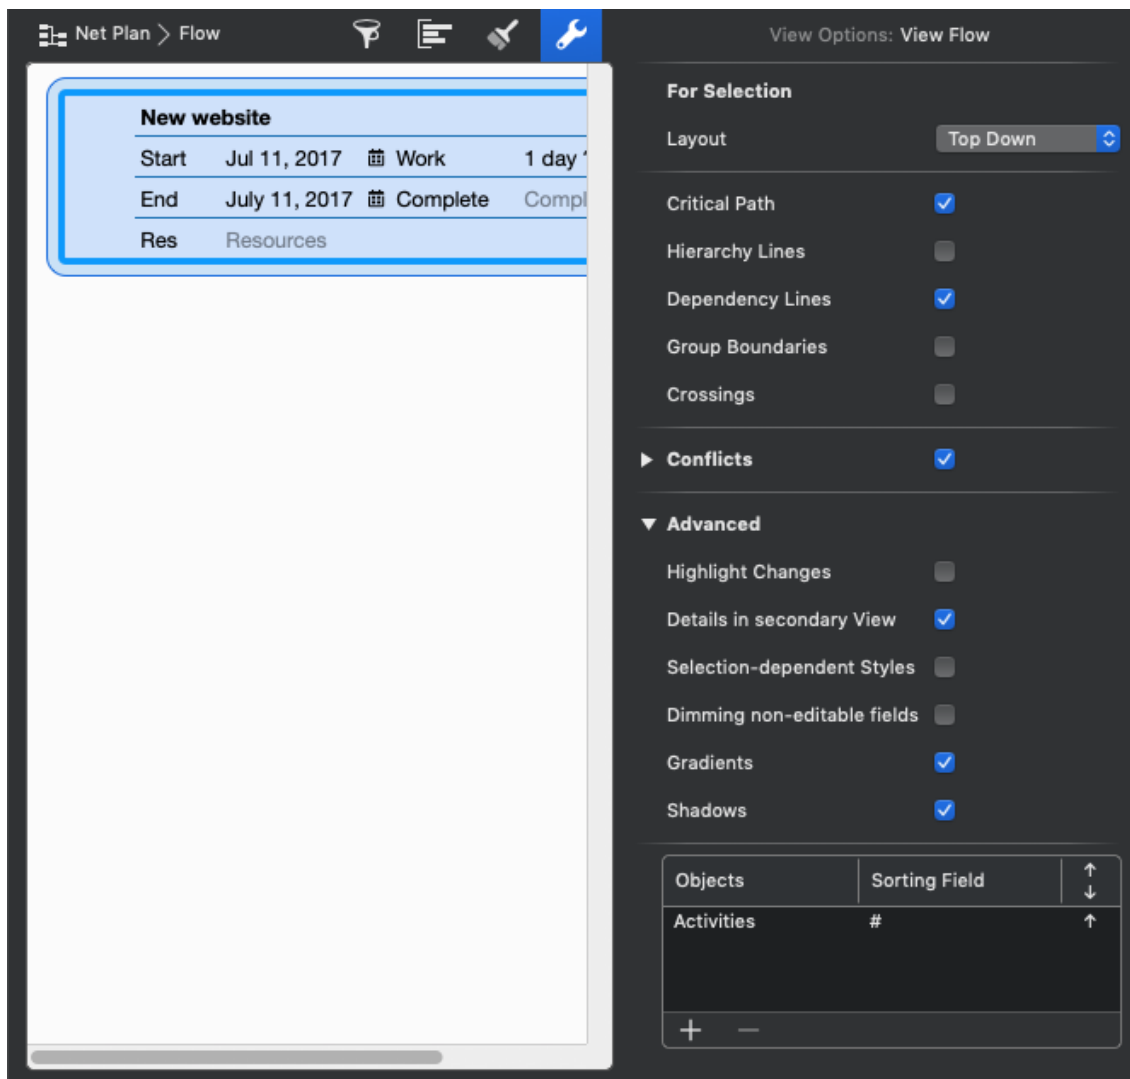 Net Plan > Flow
View Options: View Flow
New website
Start Jul 11, 2017 Work 1 day
End July 11, 2017 Complete Compl
Res Resources
For Selection
Layout Top Down
Critical Path
Hierarchy Lines
Dependency Lines
Group Boundaries
Crossings
Conflicts
Advanced
Highlight Changes
Details in secondary View
Selection-dependent Styles
Dimming non-editable fields
Gradients
Shadows
Objects Sorting Field ↑↓
Activities # ↑
+ −